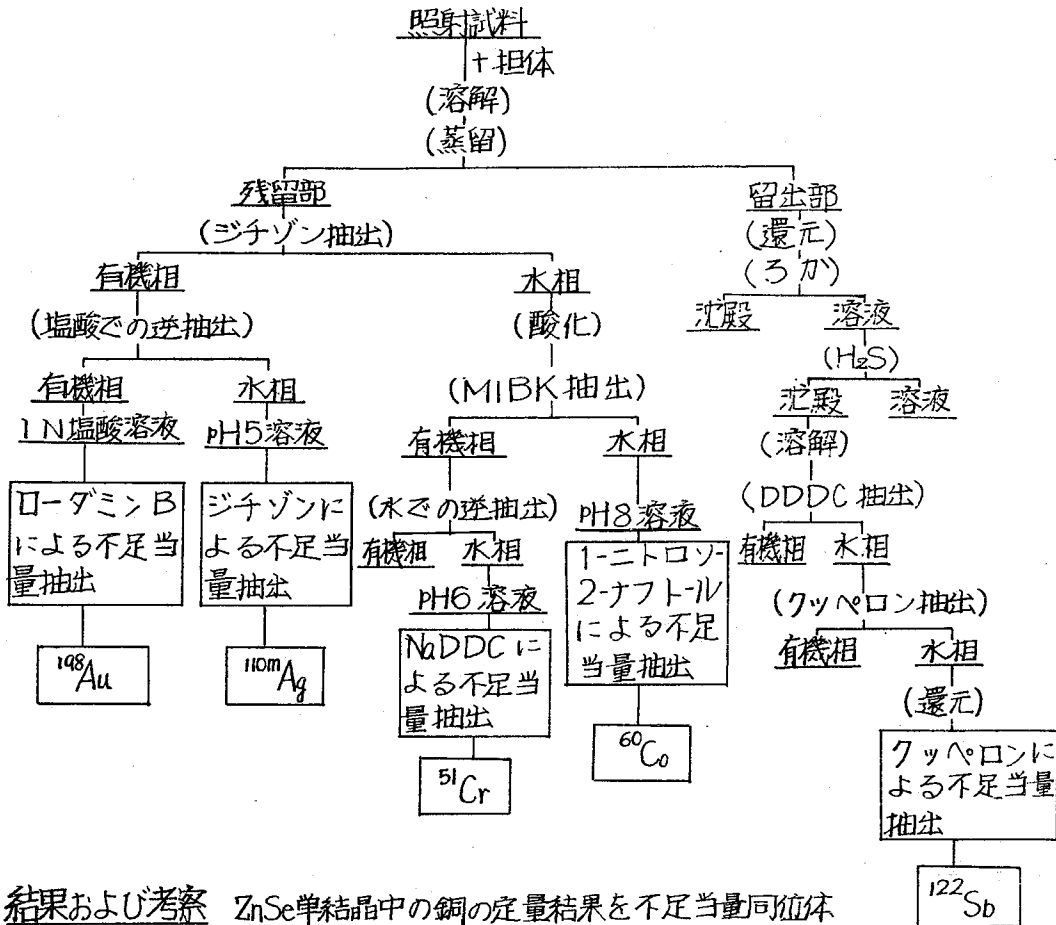 照射試料
+担体
(溶解)
(蒸留)
残留部
留出部
(ジチゾン抽出)
(還元)
(ろか)
有機相
水相
沈殿
溶液
(塩酸での逆抽出)
(酸化)
(H₂S)
有機相
水相
(MIBK抽出)
沈殿
溶液
1N塩酸溶液
pH5溶液
有機相
水相
(溶解)
ローダミンB
による不足当
量抽出
ジチゾンに
よる不足当
量抽出
(水での逆抽出)
pH8溶液
(DDDC抽出)
有機相
水相
1-ニトロソ-
2-ナフトール
による不足
当量抽出
有機相
水相
pH6溶液
(クッペロン抽出)
¹⁹⁸Au
¹¹⁰ᵐAg
NaDDCに
よる不足当
量抽出
有機相
水相
⁶⁰Co
(還元)
⁵¹Cr
クッペロンに
よる不足当量
抽出
¹²²Sb
結果および考察 ZnSe単結晶中の銅の定量結果を不足当量同位体